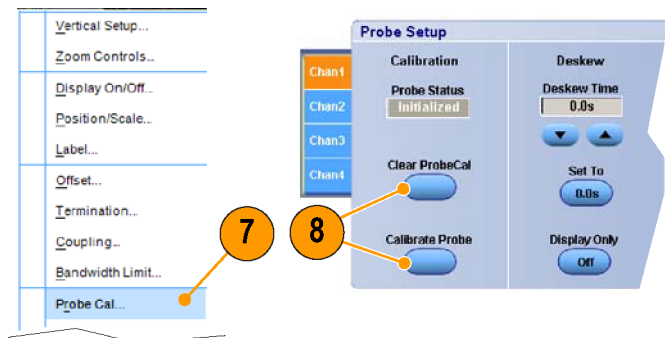 Vertical Setup...
Zoom Controls...
Display On/Off...
Position/Scale...
Label...
Offset...
Termination...
Coupling...
Bandwidth Limit...
Probe Cal...
7
8
Probe Setup
Chan1
Chan2
Chan3
Chan4
Calibration
Probe Status
Initialized
Clear ProbeCal
Calibrate Probe
Deskew
Deskew Time
0.0s
Set To
0.0s
Display Only
Off